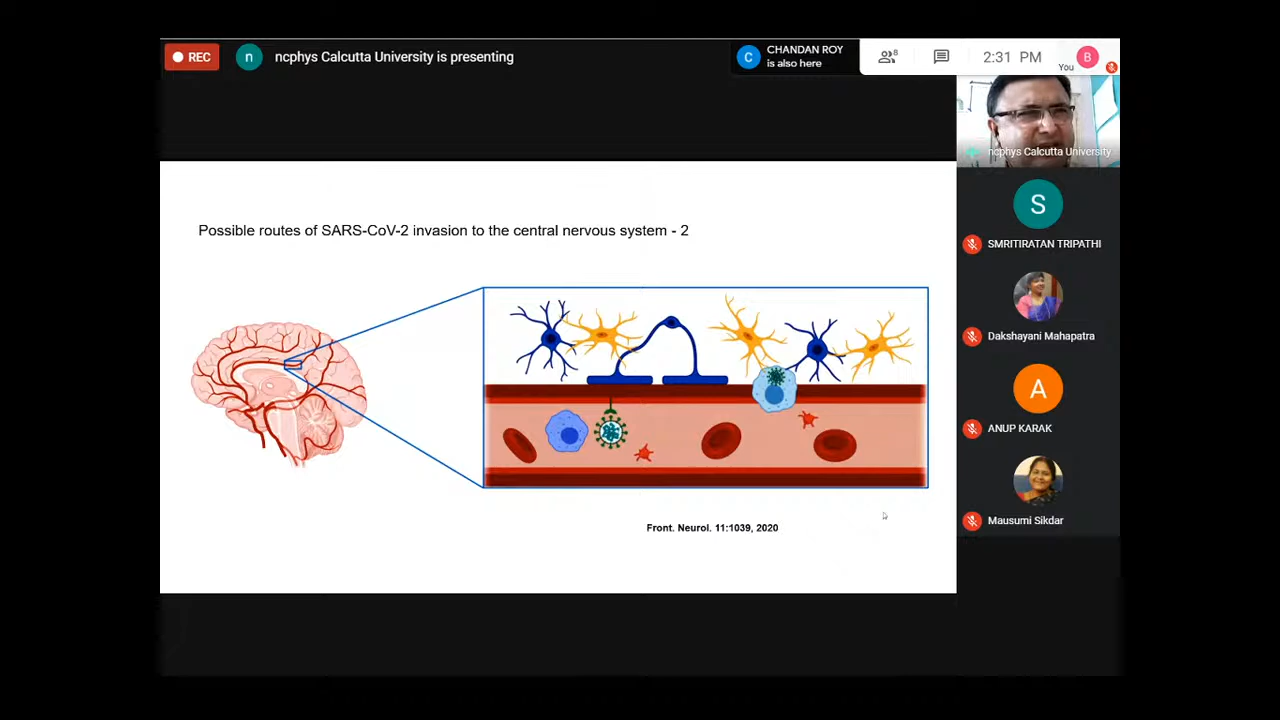 REC
n
ncphys Calcutta University is presenting
C
CHANDAN ROY
is also here
8
2:31 PM
You
B
ncphys Calcutta University
Possible routes of SARS-CoV-2 invasion to the central nervous system - 2
S
SMRITIRATAN TRIPATHI
Dakshayani Mahapatra
A
ANUP KARAK
Mausumi Sikdar
Front. Neurol. 11:1039, 2020